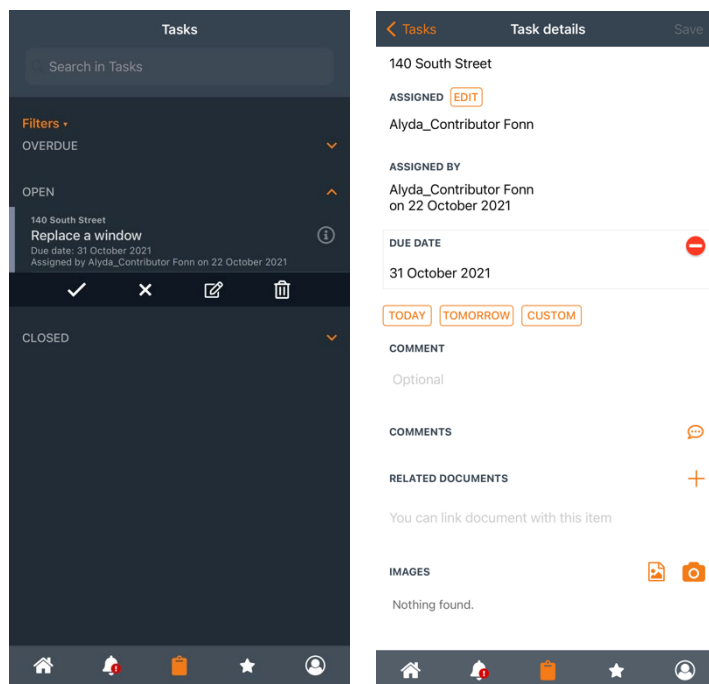 Tasks
Search in Tasks
Filters
OVERDUE
OPEN
140 South Street
Replace a window
Due date: 31 October 2021
Assigned by Alyda_Contributor Fonn on 22 October 2021
CLOSED
Tasks
Task details
Save
140 South Street
ASSIGNED EDIT
Alyda_Contributor Fonn
ASSIGNED BY
Alyda_Contributor Fonn
on 22 October 2021
DUE DATE
31 October 2021
TODAY TOMORROW CUSTOM
COMMENT
Optional
COMMENTS
RELATED DOCUMENTS
You can link document with this item
IMAGES
Nothing found.